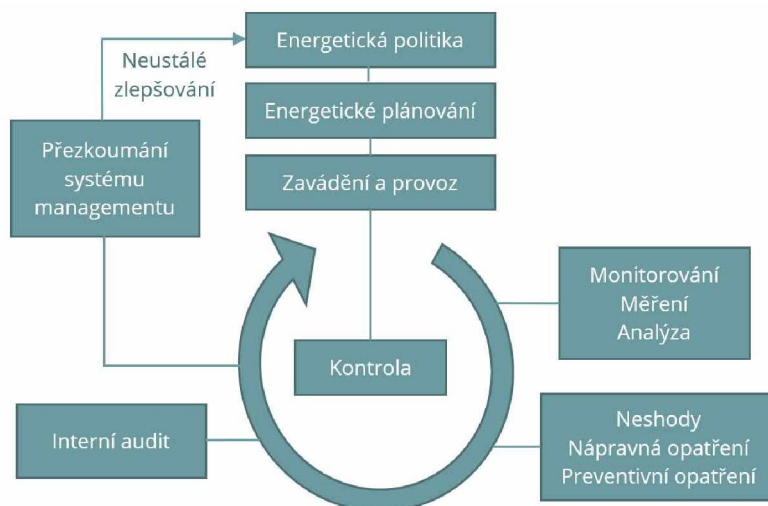 Energetická politika
Neustálé
zlepšování
Energetické plánování
Přezkoumání
systému
managementu
Zavádění a provoz
Monitorování
Měření
Analýza
Kontrola
Interní audit
Neshody
Nápravná opatření
Preventivní opatření